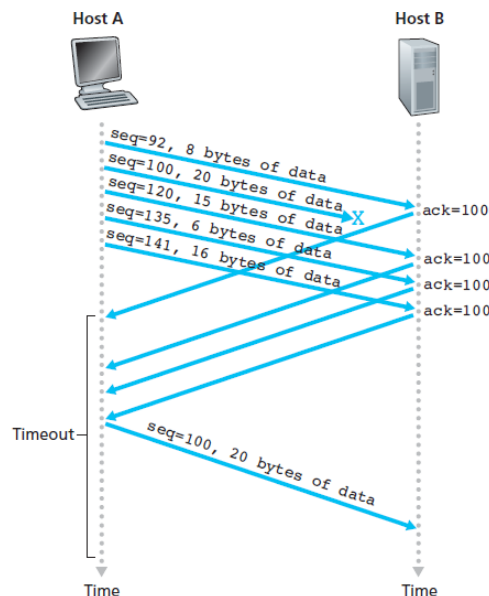 Host A
Host B
seq=92, 8 bytes of data
seq=100, 20 bytes of data
X
seq=120, 15 bytes of data
seq=135, 6 bytes of data
seq=141, 16 bytes of data
ack=100
ack=100
ack=100
ack=100
Timeout
seq=100, 20 bytes of data
Time
Time